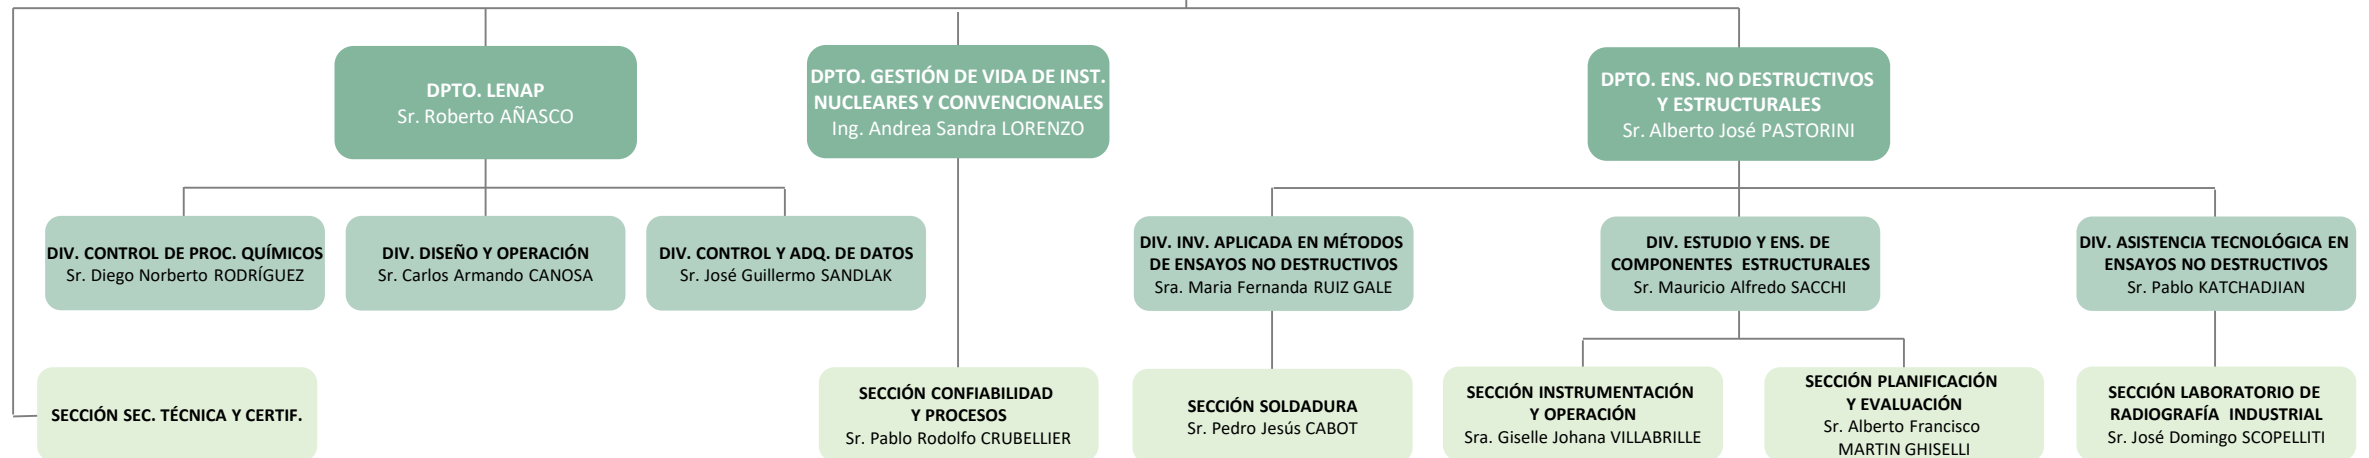 DPTO. LENAP
Sr. Roberto AÑASCO
DPTO. GESTIÓN DE VIDA DE INST.
NUCLEARES Y CONVENCIONALES
Ing. Andrea Sandra LORENZO
DPTO. ENS. NO DESTRUCTIVOS
Y ESTRUCTURALES
Sr. Alberto José PASTORINI
DIV. CONTROL DE PROC. QUÍMICOS
Sr. Diego Norberto RODRÍGUEZ
DIV. DISEÑO Y OPERACIÓN
Sr. Carlos Armando CANOSA
DIV. CONTROL Y ADQ. DE DATOS
Sr. José Guillermo SANDLAK
DIV. INV. APLICADA EN MÉTODOS
DE ENSAYOS NO DESTRUCTIVOS
Sra. Maria Fernanda RUIZ GALE
DIV. ESTUDIO Y ENS. DE
COMPONENTES ESTRUCTURALES
Sr. Mauricio Alfredo SACCHI
DIV. ASISTENCIA TECNOLÓGICA EN
ENSAYOS NO DESTRUCTIVOS
Sr. Pablo KATCHADJIAN
SECCIÓN SEC. TÉCNICA Y CERTIF.
SECCIÓN CONFIABILIDAD
Y PROCESOS
Sr. Pablo Rodolfo CRUBELLIER
SECCIÓN SOLDADURA
Sr. Pedro Jesús CABOT
SECCIÓN INSTRUMENTACIÓN
Y OPERACIÓN
Sra. Giselle Johana VILLABRILLE
SECCIÓN PLANIFICACIÓN
Y EVALUACIÓN
Sr. Alberto Francisco
MARTIN GHISELLI
SECCIÓN LABORATORIO DE
RADIOGRAFÍA INDUSTRIAL
Sr. José Domingo SCOPELLITI